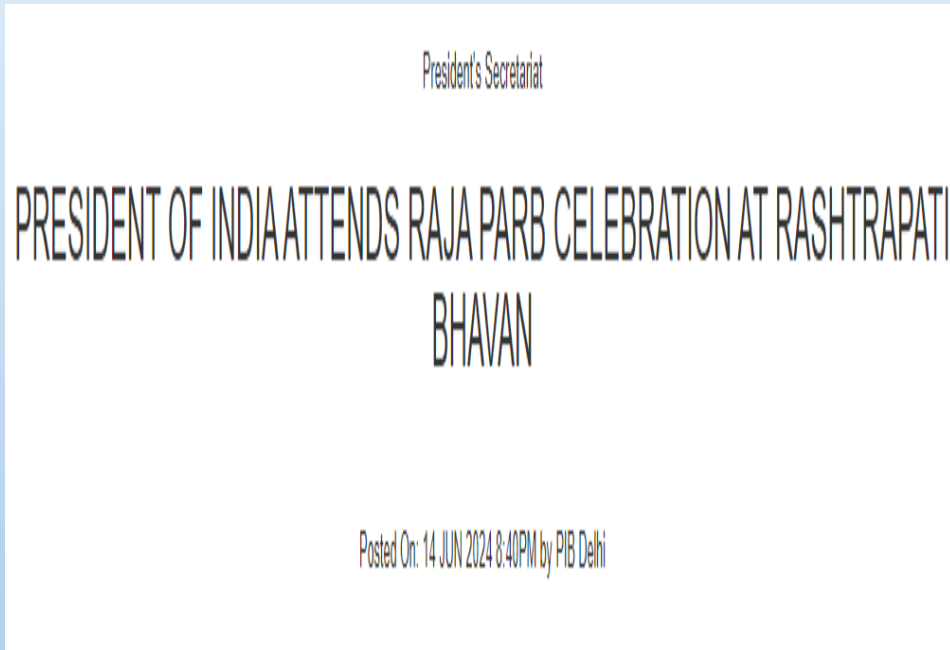 President's Secretariat
PRESIDENT OF INDIA ATTENDS RAJA PARB CELEBRATION AT RASHTRAPATI
BHAVAN
Posted On: 14 JUN 2024 8:40PM by PIB Delhi